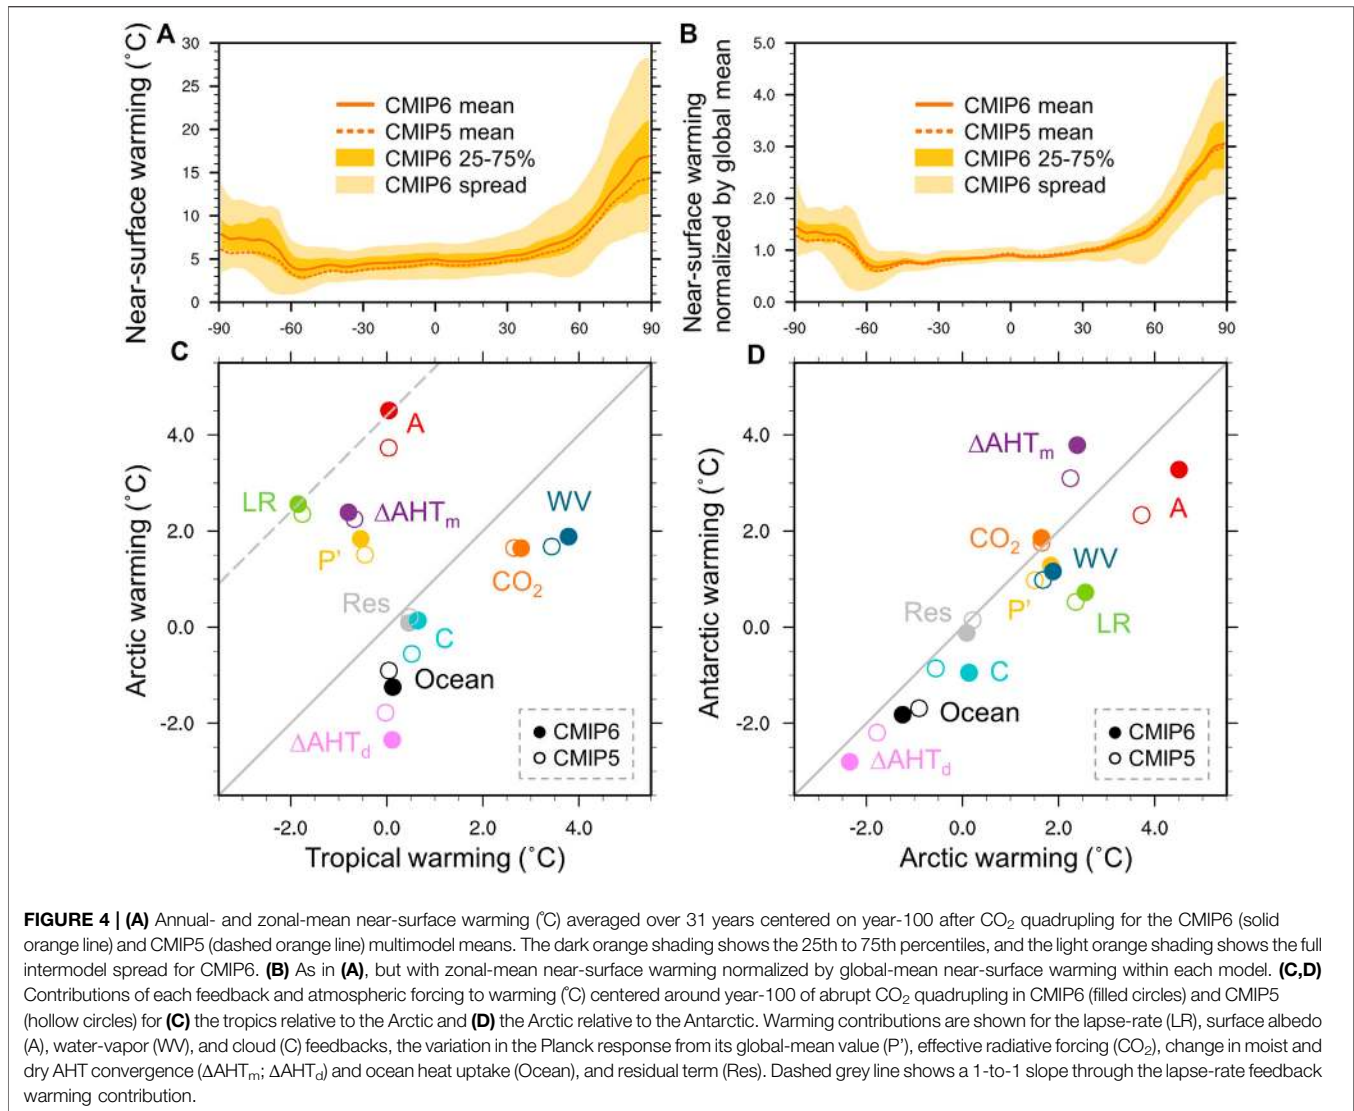 A
B
Near-surface warming (˚C)
30
25
20
15
10
5
0
CMIP6 mean
CMIP5 mean
CMIP6 25-75%
CMIP6 spread
-90 -60 -30 0 30 60 90
Near-surface warming
normalized by global mean
5.0
4.0
3.0
2.0
1.0
0.0
CMIP6 mean
CMIP5 mean
CMIP6 25-75%
CMIP6 spread
-90 -60 -30 0 30 60 90
C
Arctic warming (˚C)
4.0
2.0
0.0
-2.0
A
LR
ΔAHTm
WV
P'
CO2
Res
C
Ocean
ΔAHTd
CMIP6
CMIP5
-2.0 0.0 2.0 4.0
Tropical warming (˚C)
D
Antarctic warming (˚C)
4.0
2.0
0.0
-2.0
ΔAHTm
A
CO2
WV
P'
LR
Res
C
Ocean
ΔAHTd
CMIP6
CMIP5
-2.0 0.0 2.0 4.0
Arctic warming (˚C)
FIGURE 4 | (A) Annual- and zonal-mean near-surface warming (˚C) averaged over 31 years centered on year-100 after CO2 quadrupling for the CMIP6 (solid
orange line) and CMIP5 (dashed orange line) multimodel means. The dark orange shading shows the 25th to 75th percentiles, and the light orange shading shows the full
intermodel spread for CMIP6. (B) As in (A), but with zonal-mean near-surface warming normalized by global-mean near-surface warming within each model. (C,D)
Contributions of each feedback and atmospheric forcing to warming (˚C) centered around year-100 of abrupt CO2 quadrupling in CMIP6 (filled circles) and CMIP5
(hollow circles) for (C) the tropics relative to the Arctic and (D) the Arctic relative to the Antarctic. Warming contributions are shown for the lapse-rate (LR), surface albedo
(A), water-vapor (WV), and cloud (C) feedbacks, the variation in the Planck response from its global-mean value (P'), effective radiative forcing (CO2), change in moist and
dry AHT convergence (ΔAHTm; ΔAHTd) and ocean heat uptake (Ocean), and residual term (Res). Dashed grey line shows a 1-to-1 slope through the lapse-rate feedback
warming contribution.